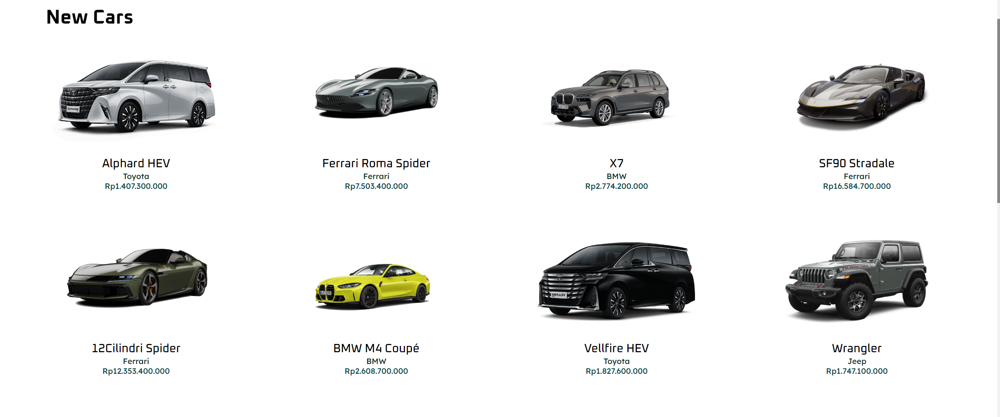 New Cars
ALPHARD
Alphard HEV
Toyota
Rp1.407.300.000
Ferrari Roma Spider
Ferrari
Rp7.503.400.000
X7
BMW
Rp2.774.200.000
SF90 Stradale
Ferrari
Rp16.584.700.000
12Cilindri Spider
Ferrari
Rp12.353.400.000
BMW M4 Coupé
BMW
Rp2.608.700.000
VELLFIRE
Vellfire HEV
Toyota
Rp1.827.600.000
RUBICON
Wrangler
Jeep
Rp1.747.100.000